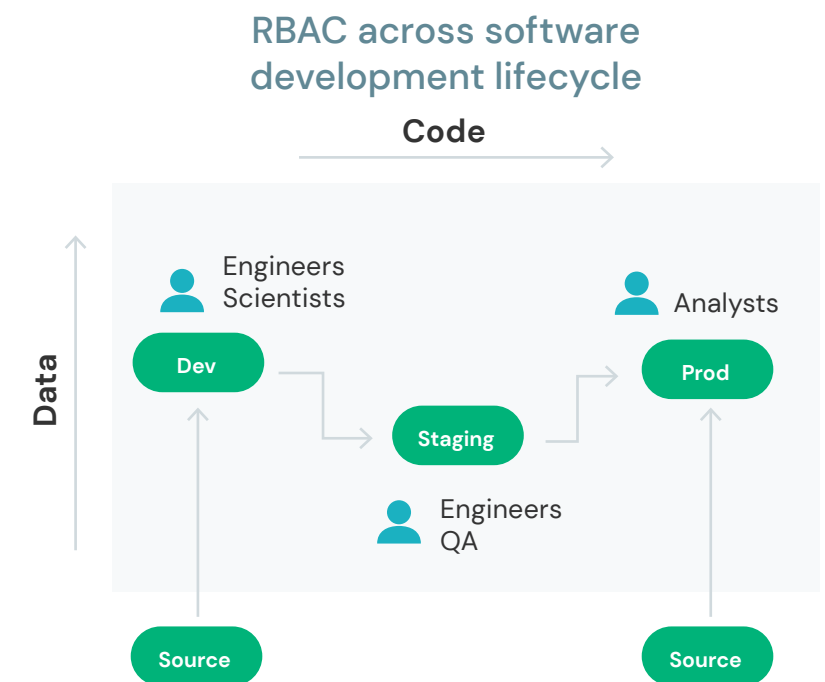 RBAC across software
development lifecycle
Code
Data
Engineers
Scientists
Analysts
Dev
Prod
Staging
Engineers
QA
Source
Source